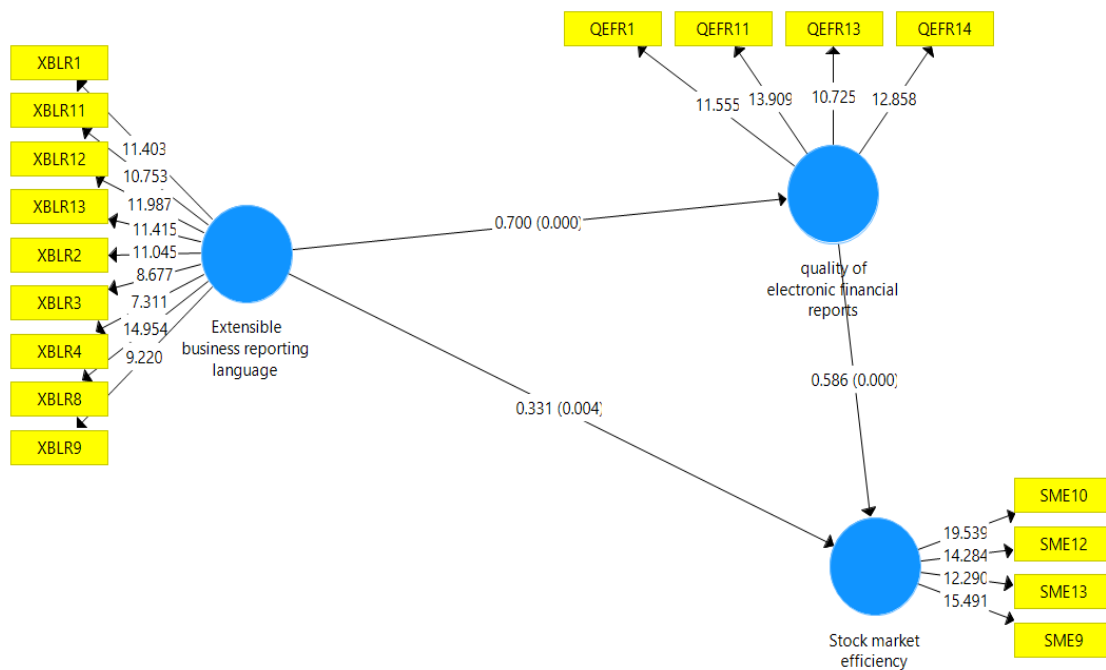 QEFR1
QEFR11
QEFR13
QEFR14
11.555
13.909
10.725
12.858
XBLR1
XBLR11
XBLR12
XBLR13
XBLR2
XBLR3
XBLR4
XBLR8
XBLR9
11.403
10.753
11.987
11.415
11.045
8.677
7.311
14.954
9.220
Extensible
business reporting
language
0.700 (0.000)
quality of
electronic financial
reports
0.586 (0.000)
0.331 (0.004)
19.539
14.284
12.290
15.491
SME10
SME12
SME13
SME9
Stock market
efficiency